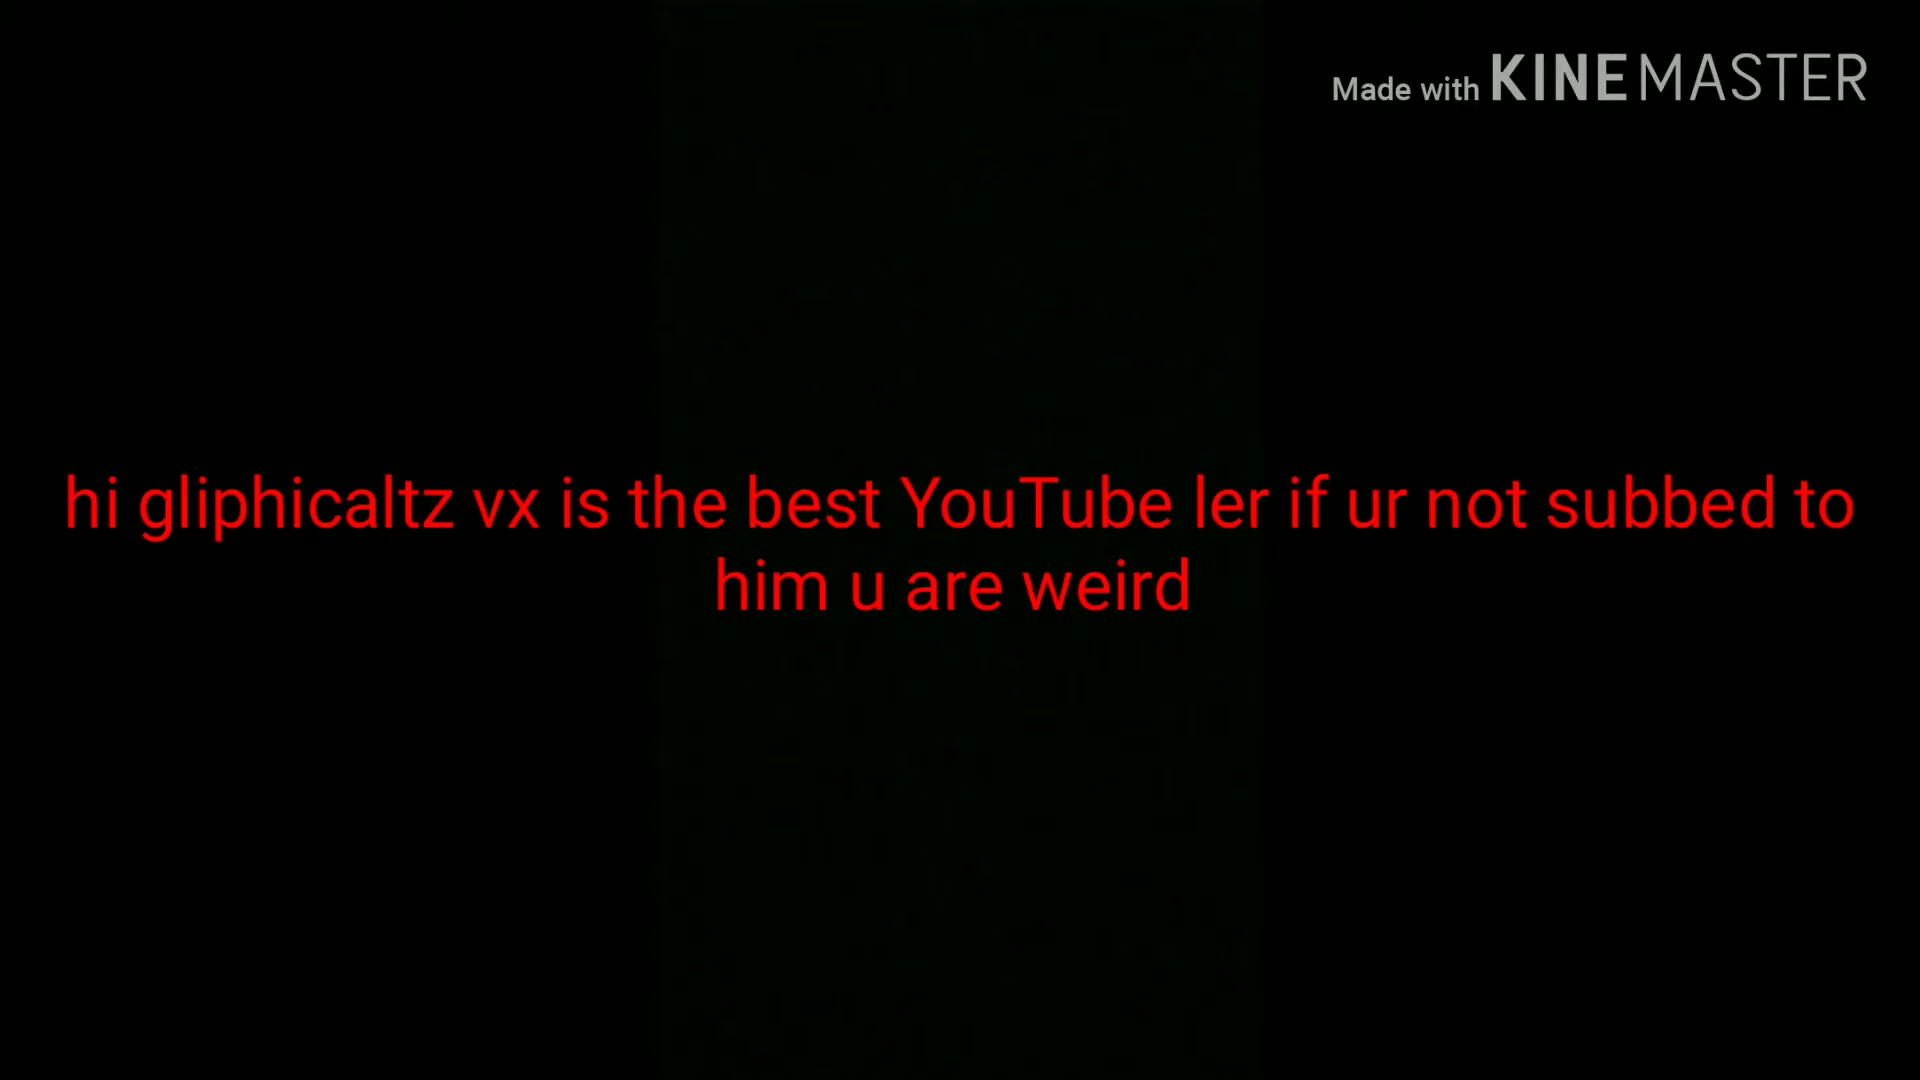 Made with KINEMASTER
hi gliphicaltz vx is the best YouTube ler if ur not subbed to
him u are weird